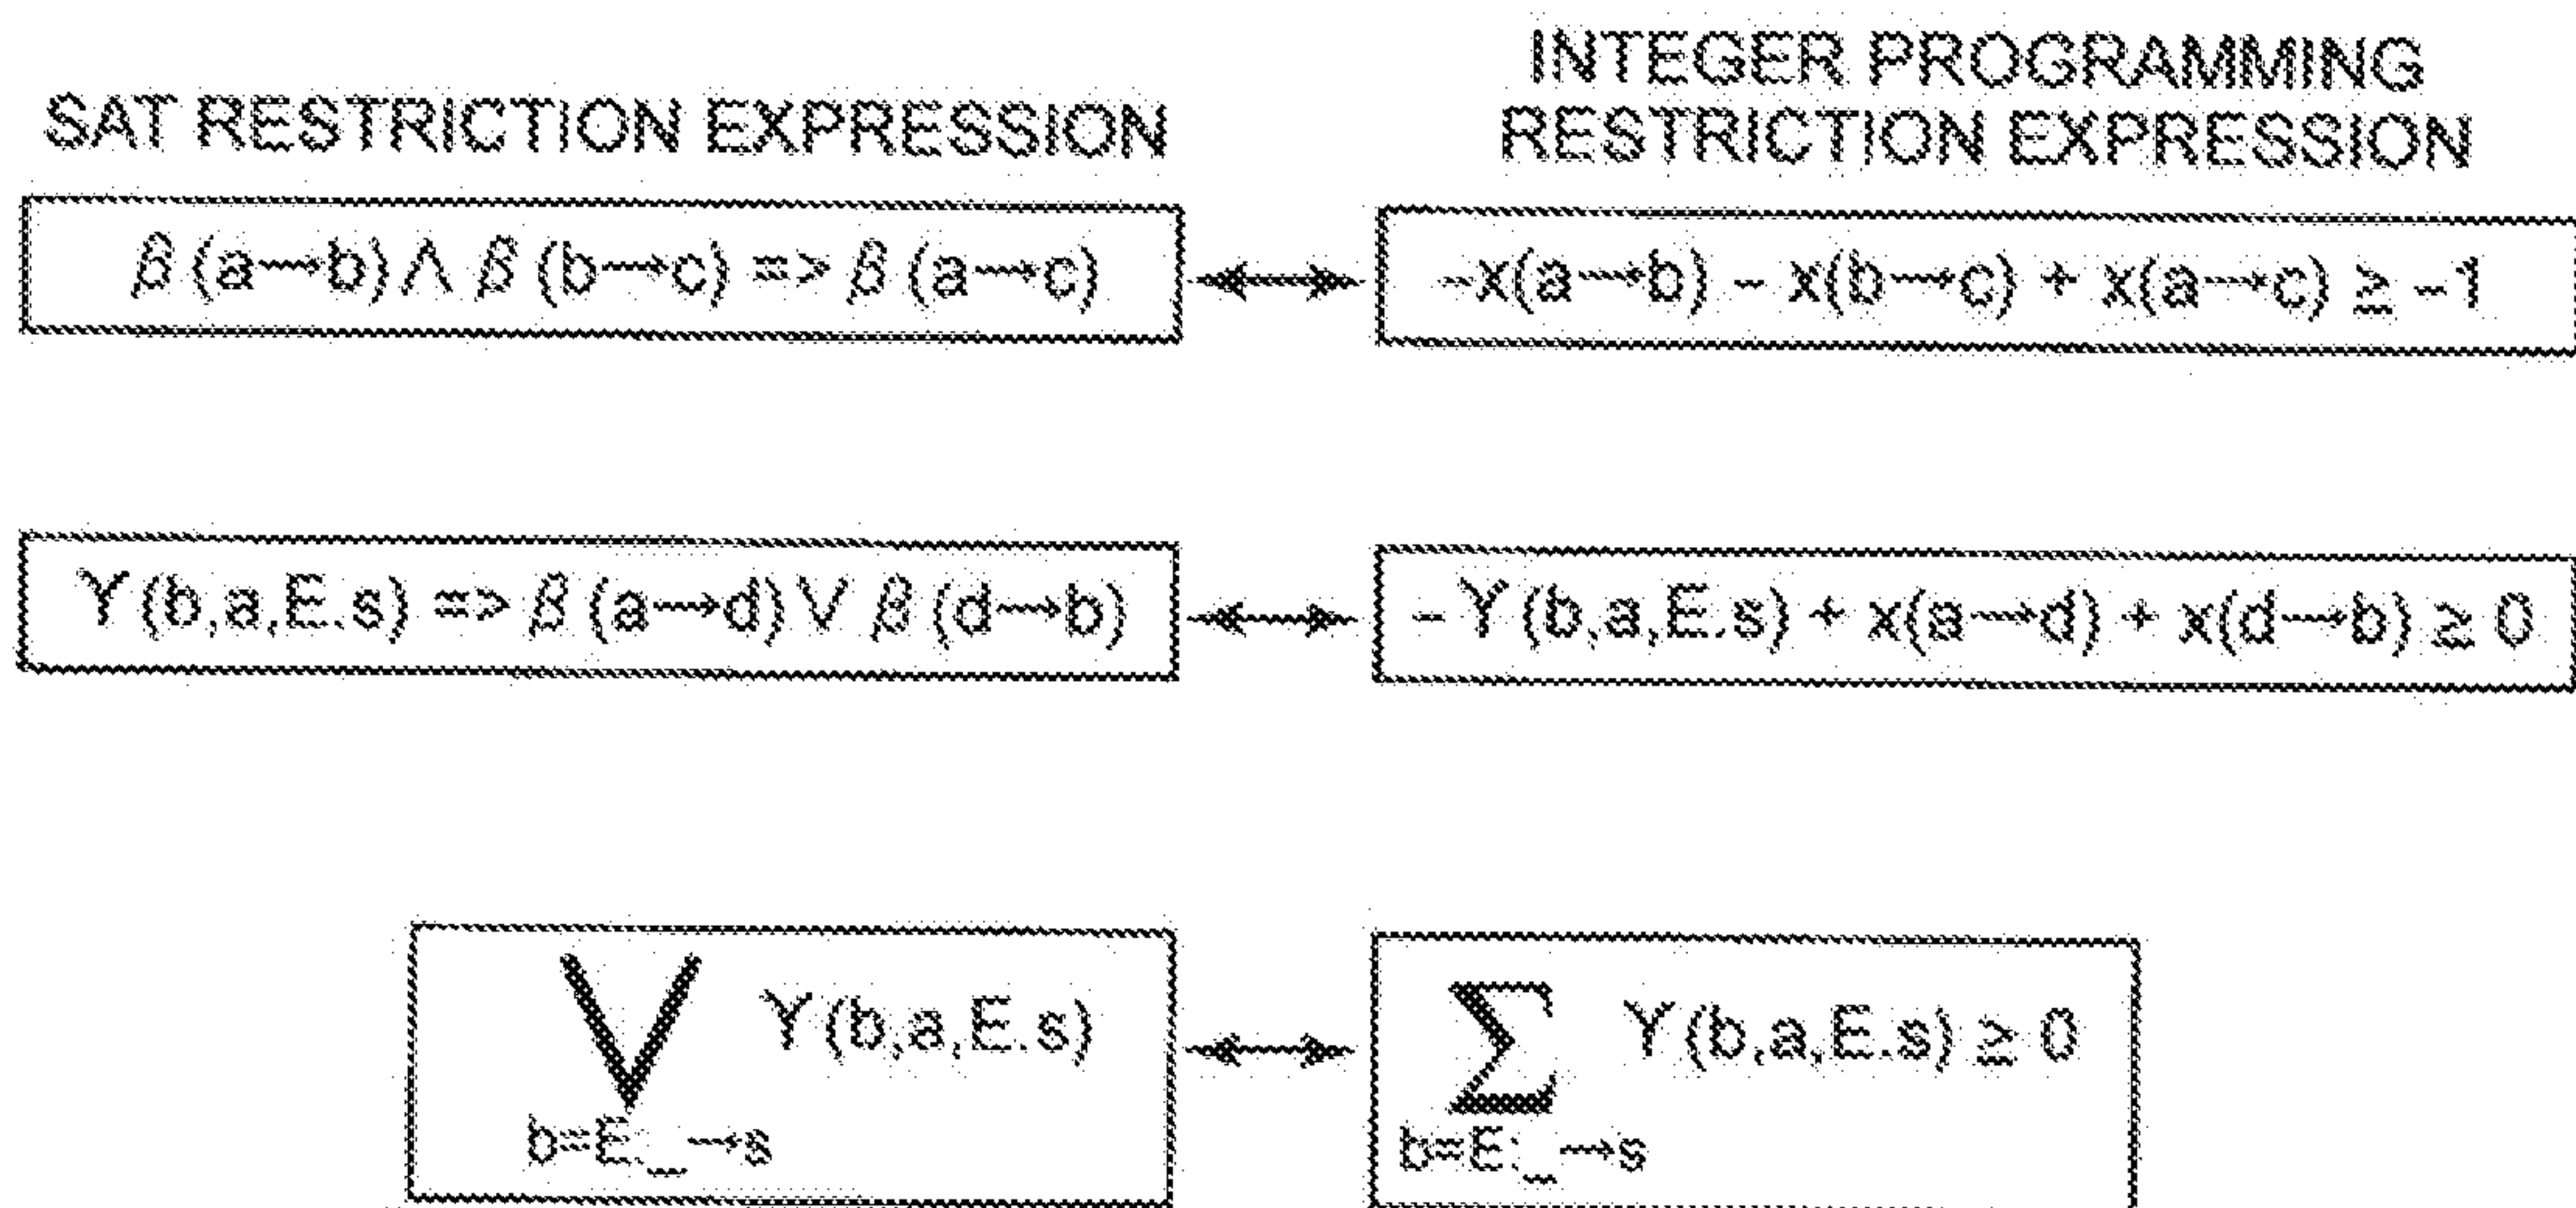 SAT RESTRICTION EXPRESSION
INTEGER PROGRAMMING
RESTRICTION EXPRESSION
β(a→b)∧β(b→c) => β(a→c)
-x(a→b) - x(b→c) + x(a→c) ≥ -1
Y(b,a,E.s) => β(a→d)∨β(d→b)
- Y(b,a,E.s) + x(a→d) + x(d→b) ≥ 0
⋁ Y(b,a,E.s)
b=E:_→s
∑ Y(b,a,E.s) ≥ 0
b=E:_→s